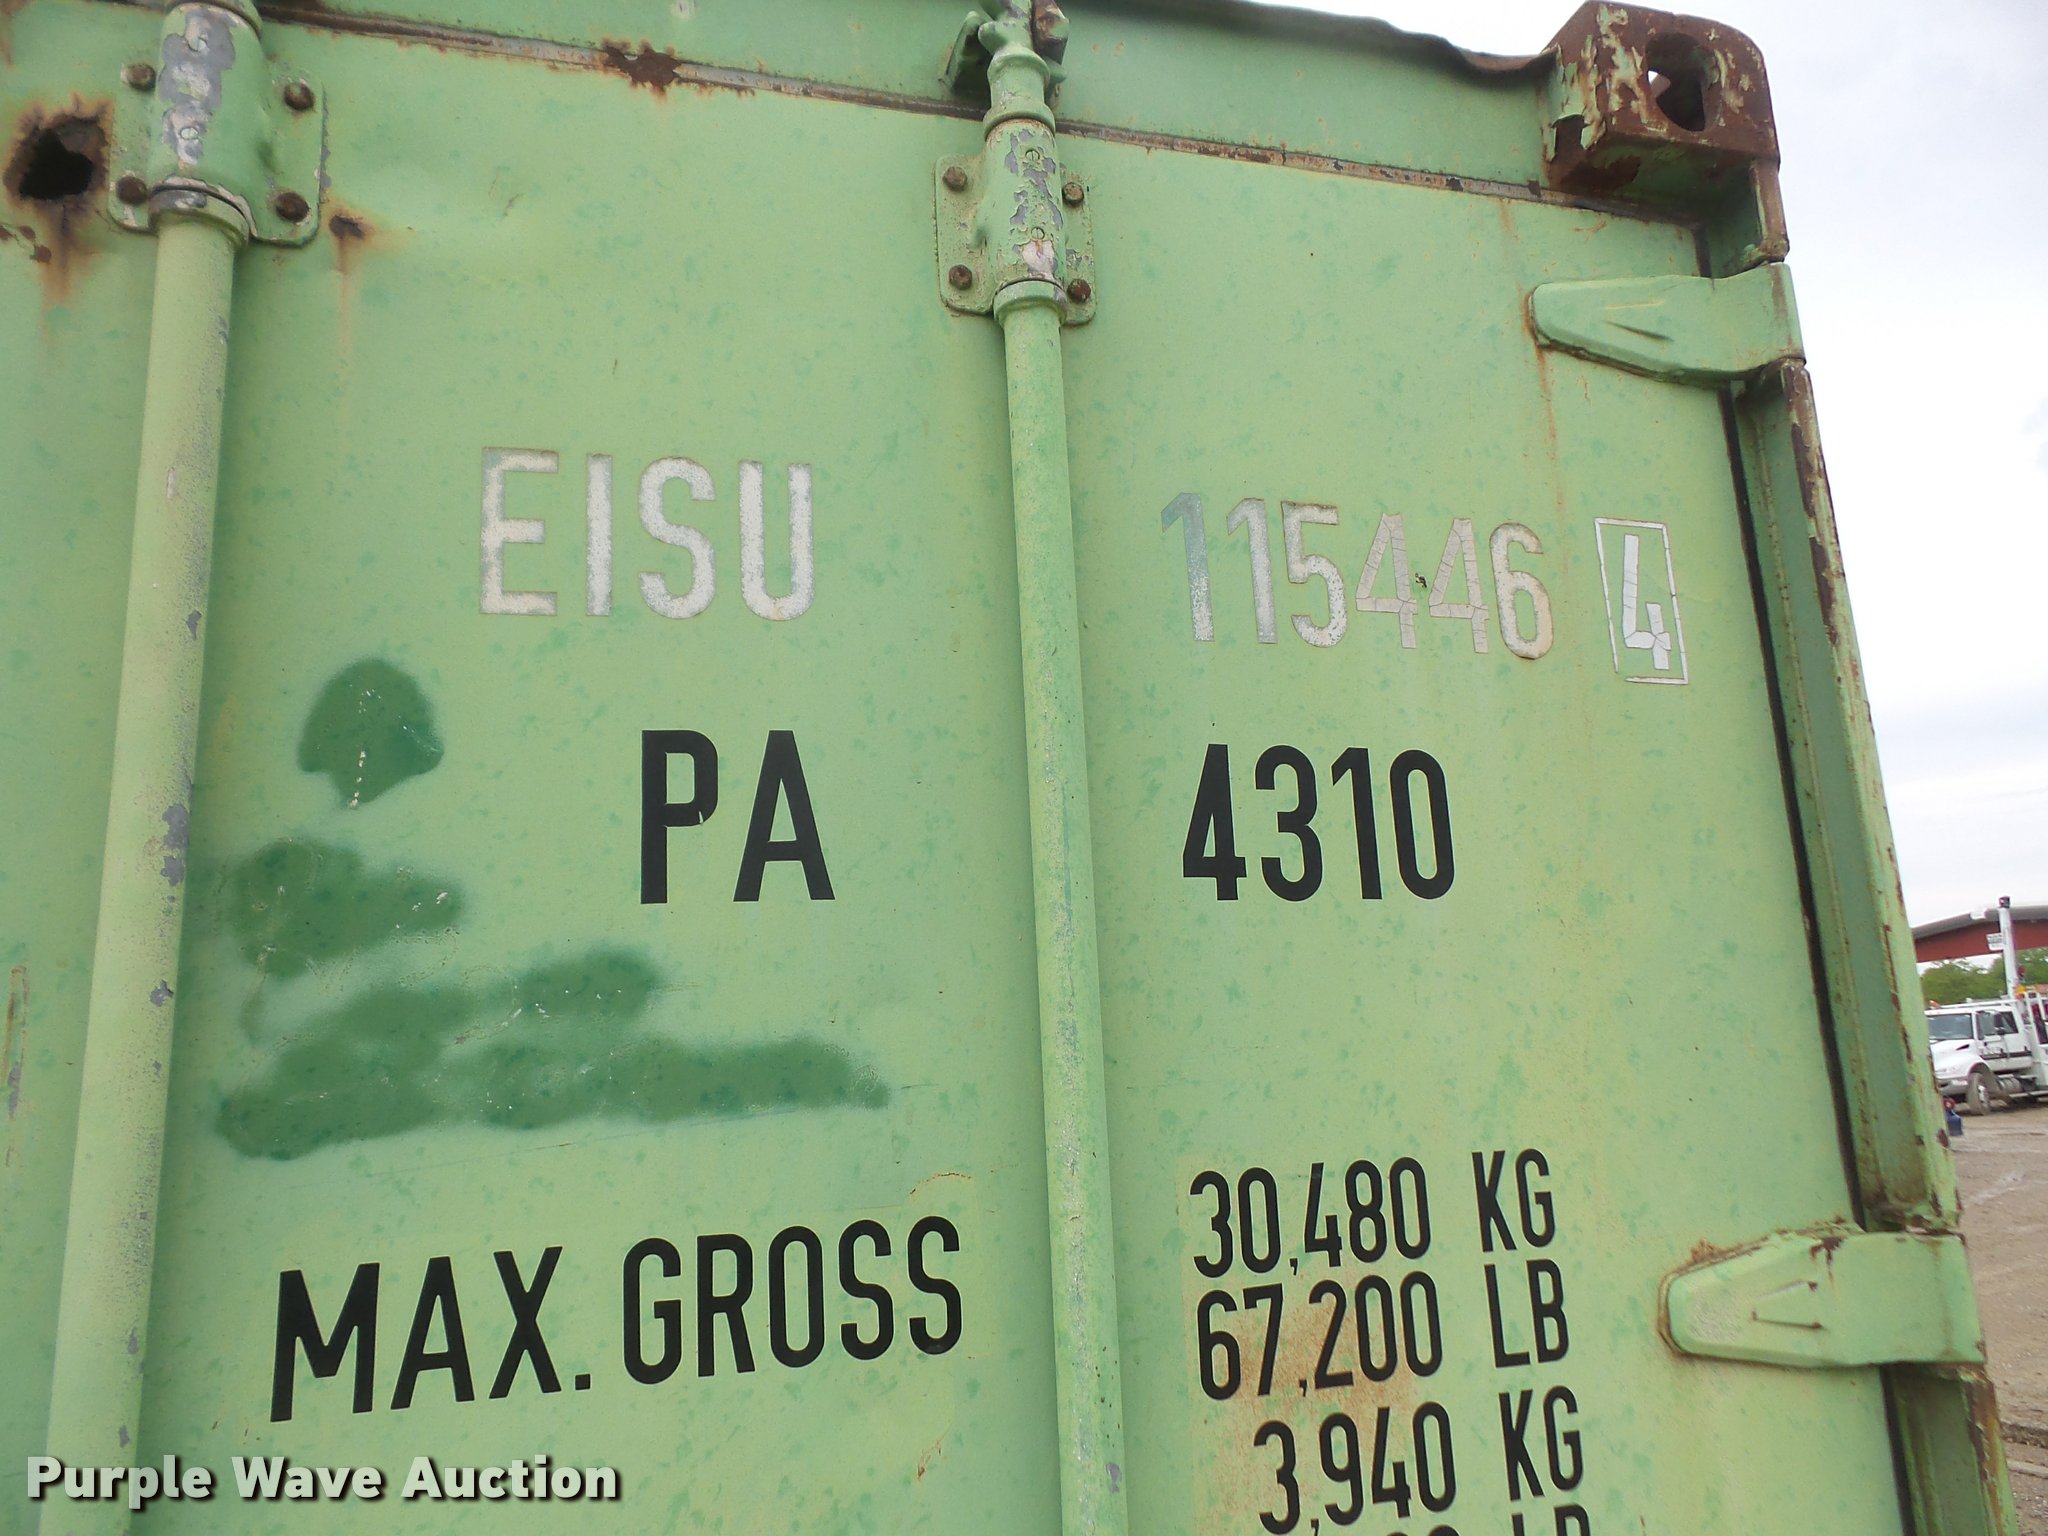 EISU 115446 4
PA 4310
MAX. GROSS 30,480 KG
67,200 LB
3,940 KG
LB
Purple Wave Auction